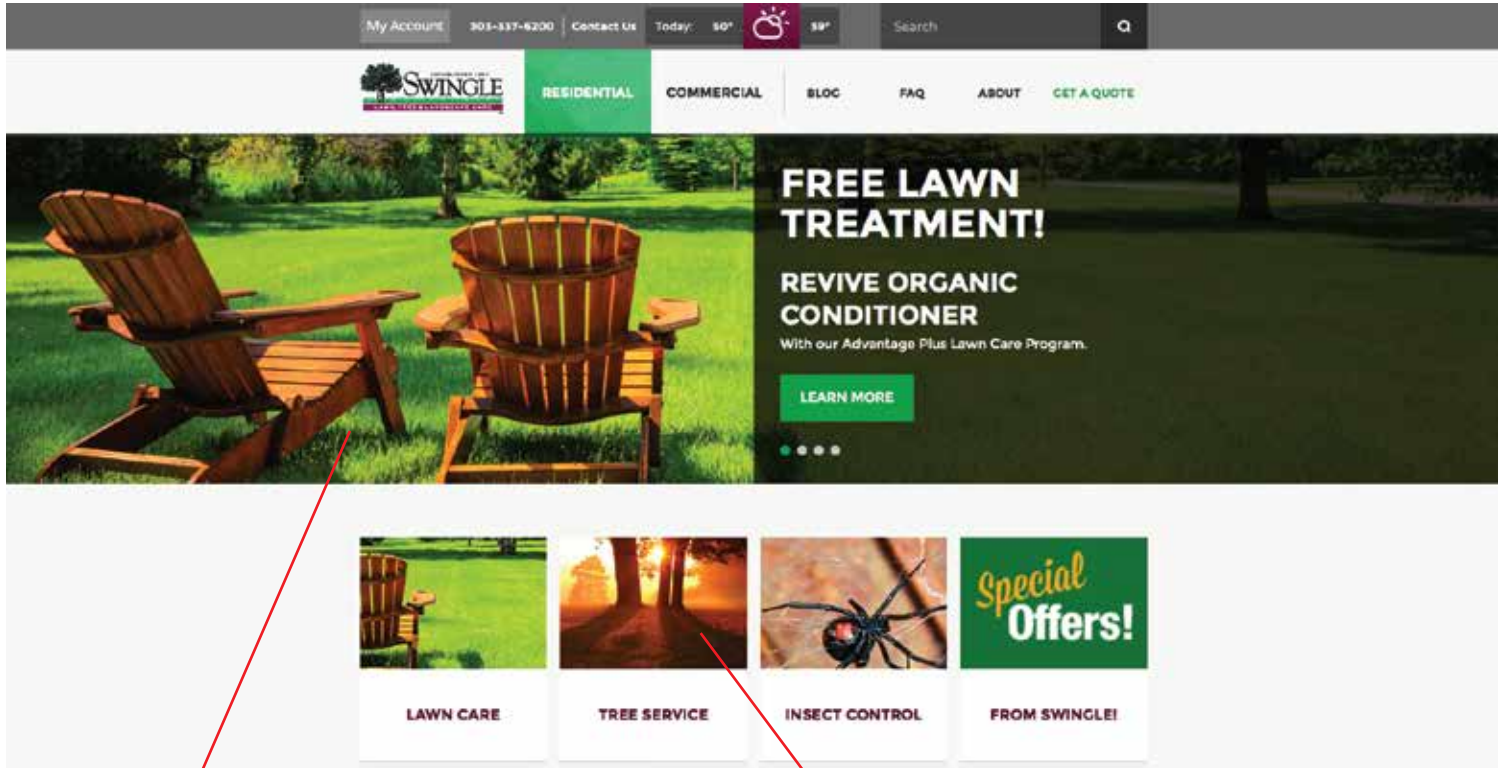 My Account
303-337-6200
Contact Us
Today: 50°
59°
Search
SWINGLE
RESIDENTIAL
COMMERCIAL
BLOG
FAQ
ABOUT
GET A QUOTE
FREE LAWN
TREATMENT!
REVIVE ORGANIC
CONDITIONER
With our Advantage Plus Lawn Care Program.
LEARN MORE
Special
Offers!
LAWN CARE
TREE SERVICE
INSECT CONTROL
FROM SWINGLE!